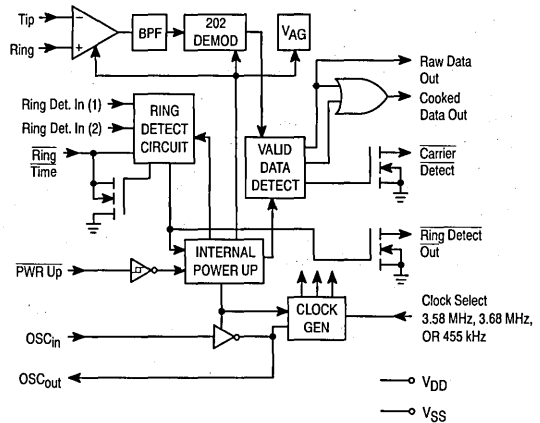 Tip
−
Ring
+
BPF
202
DEMOD
VAG
Raw Data
Out
Cooked
Data Out
Ring Det. In (1)
Ring Det. In (2)
Ring
Time
RING
DETECT
CIRCUIT
VALID
DATA
DETECT
Carrier
Detect
Ring Detect
Out
PWR Up
INTERNAL
POWER UP
OSCin
OSCout
CLOCK
GEN
Clock Select
3.58 MHz, 3.68 MHz,
OR 455 kHz
VDD
VSS